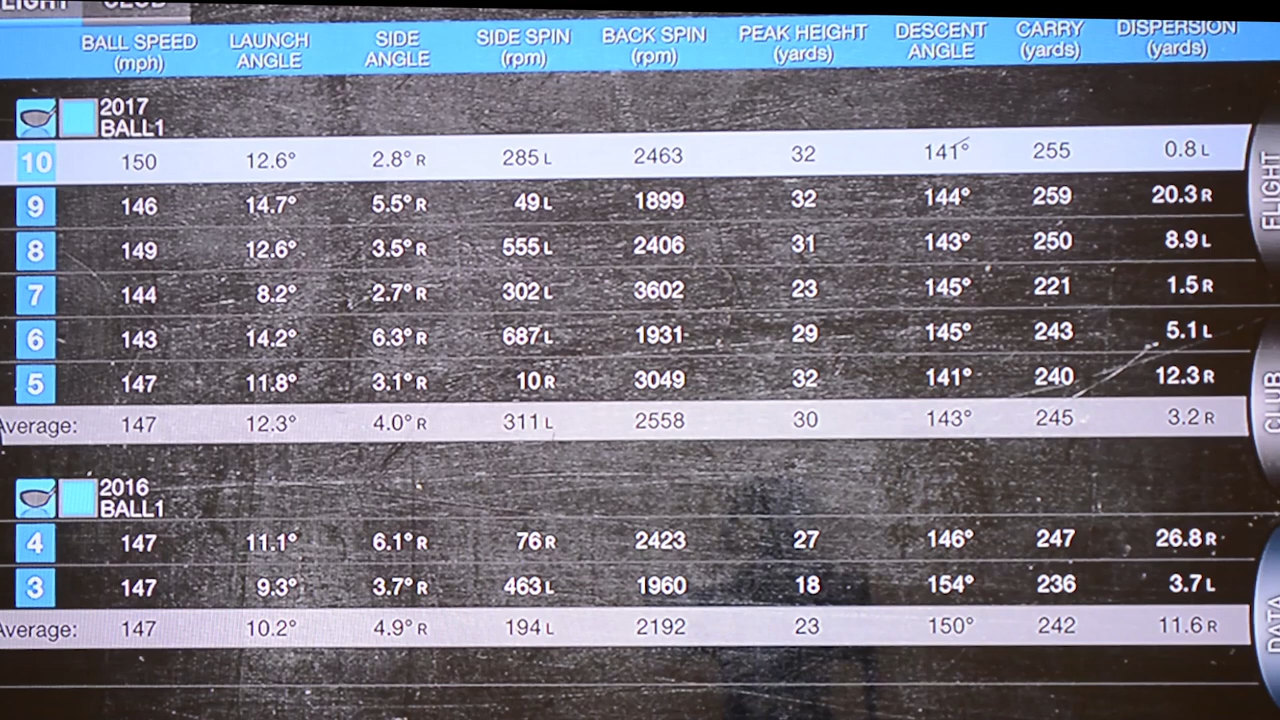 LIGHT CLUB
BALL SPEED (mph) LAUNCH ANGLE SIDE ANGLE SIDE SPIN (rpm) BACK SPIN (rpm) PEAK HEIGHT (yards) DESCENT ANGLE CARRY (yards) DISPERSION (yards)
2017
BALL1
10 150 12.6° 2.8° R 285 L 2463 32 141° 255 0.8 L
9 146 14.7° 5.5° R 49 L 1899 32 144° 259 20.3 R
8 149 12.6° 3.5° R 555 L 2406 31 143° 250 8.9 L
7 144 8.2° 2.7° R 302 L 3602 23 145° 221 1.5 R
6 143 14.2° 6.3° R 687 L 1931 29 145° 243 5.1 L
5 147 11.8° 3.1° R 10 R 3049 32 141° 240 12.3 R
Average: 147 12.3° 4.0° R 311 L 2558 30 143° 245 3.2 R
2016
BALL1
4 147 11.1° 6.1° R 76 R 2423 27 146° 247 26.8 R
3 147 9.3° 3.7° R 463 L 1960 18 154° 236 3.7 L
Average: 147 10.2° 4.9° R 194 L 2192 23 150° 242 11.6 R
FLIGHT
CLUB
DATA